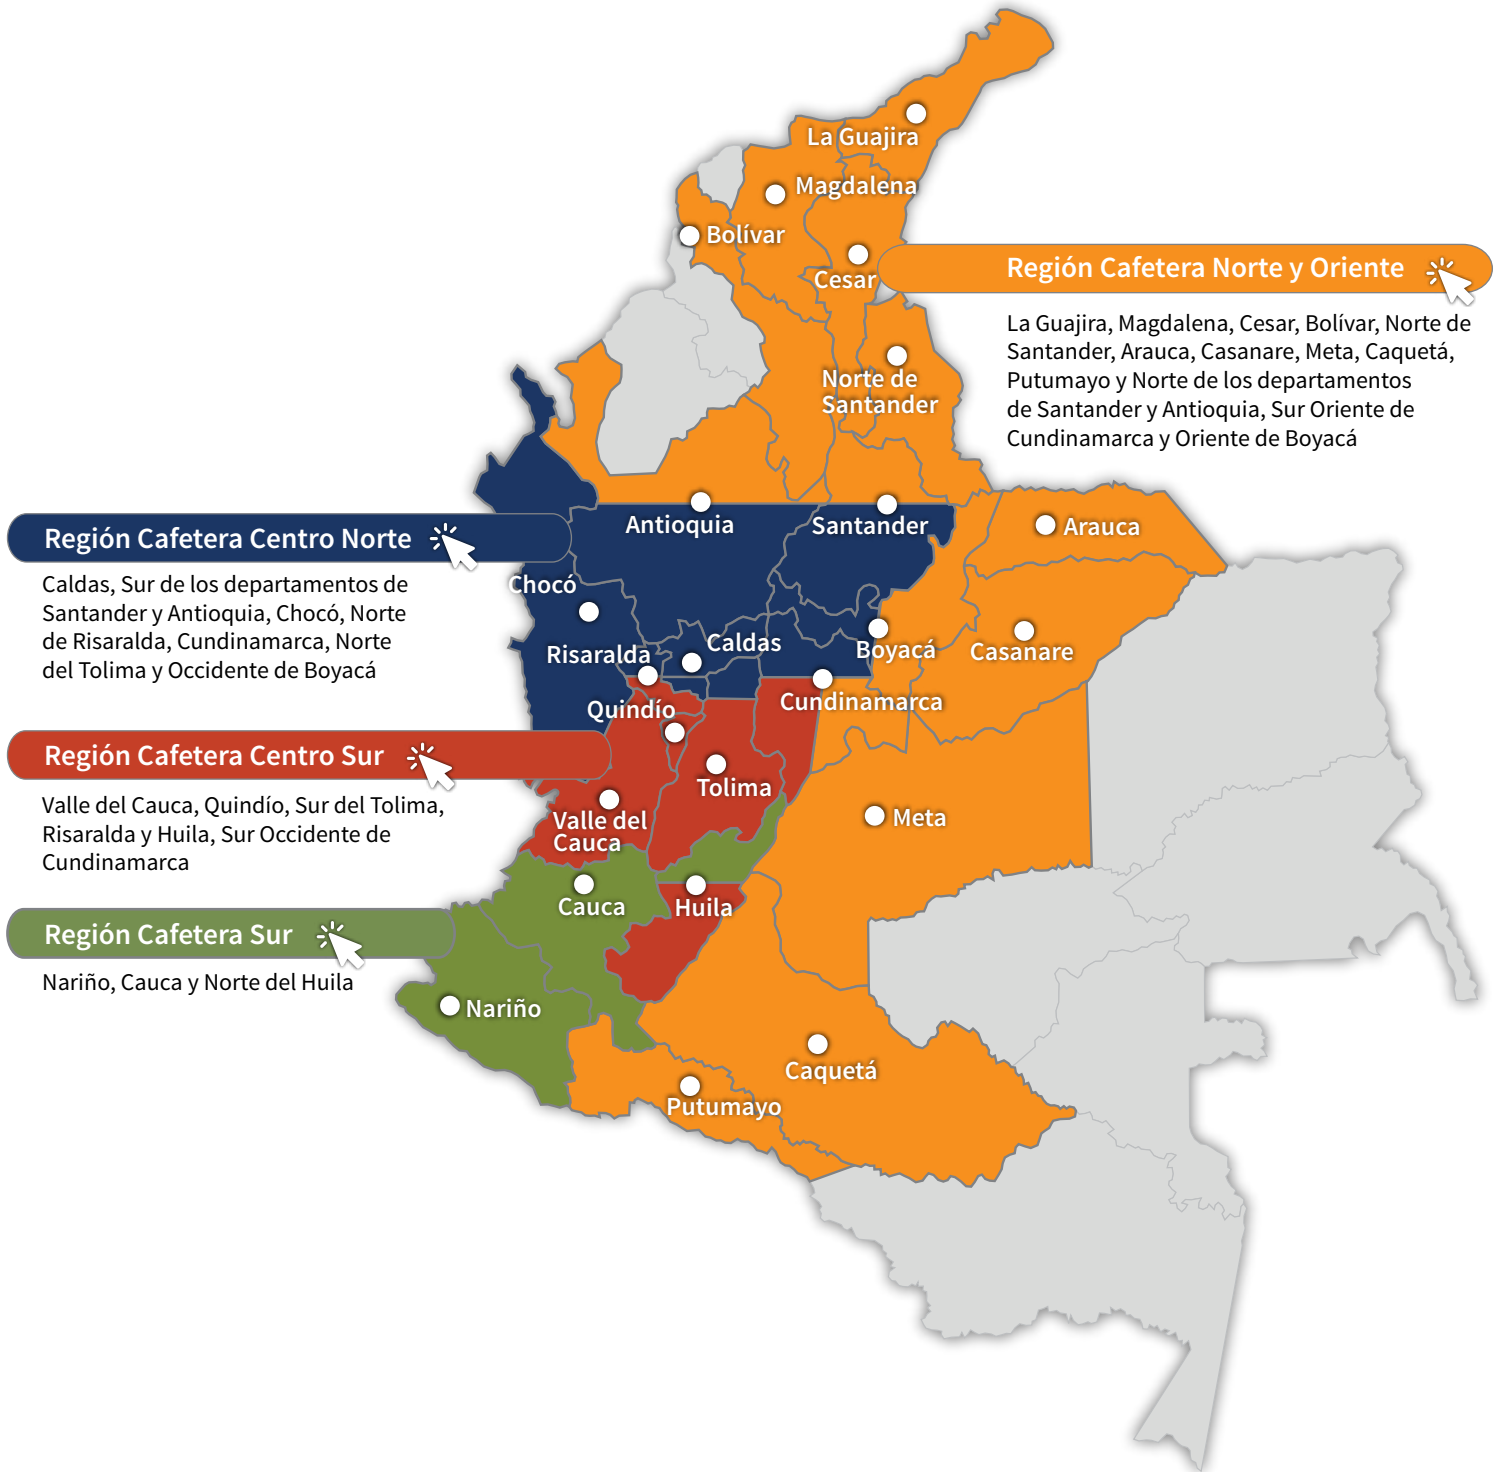 La Guajira
Magdalena
Bolívar
Cesar
Región Cafetera Norte y Oriente
La Guajira, Magdalena, Cesar, Bolívar, Norte de
Santander, Arauca, Casanare, Meta, Caquetá,
Putumayo y Norte de los departamentos
de Santander y Antioquia, Sur Oriente de
Cundinamarca y Oriente de Boyacá
Norte de
Santander
Antioquia
Santander
Arauca
Región Cafetera Centro Norte
Caldas, Sur de los departamentos de
Santander y Antioquia, Chocó, Norte
de Risaralda, Cundinamarca, Norte
del Tolima y Occidente de Boyacá
Chocó
Risaralda
Caldas
Boyacá
Casanare
Quindío
Cundinamarca
Región Cafetera Centro Sur
Valle del Cauca, Quindío, Sur del Tolima,
Risaralda y Huila, Sur Occidente de
Cundinamarca
Tolima
Valle del
Cauca
Meta
Cauca
Huila
Región Cafetera Sur
Nariño, Cauca y Norte del Huila
Nariño
Caquetá
Putumayo